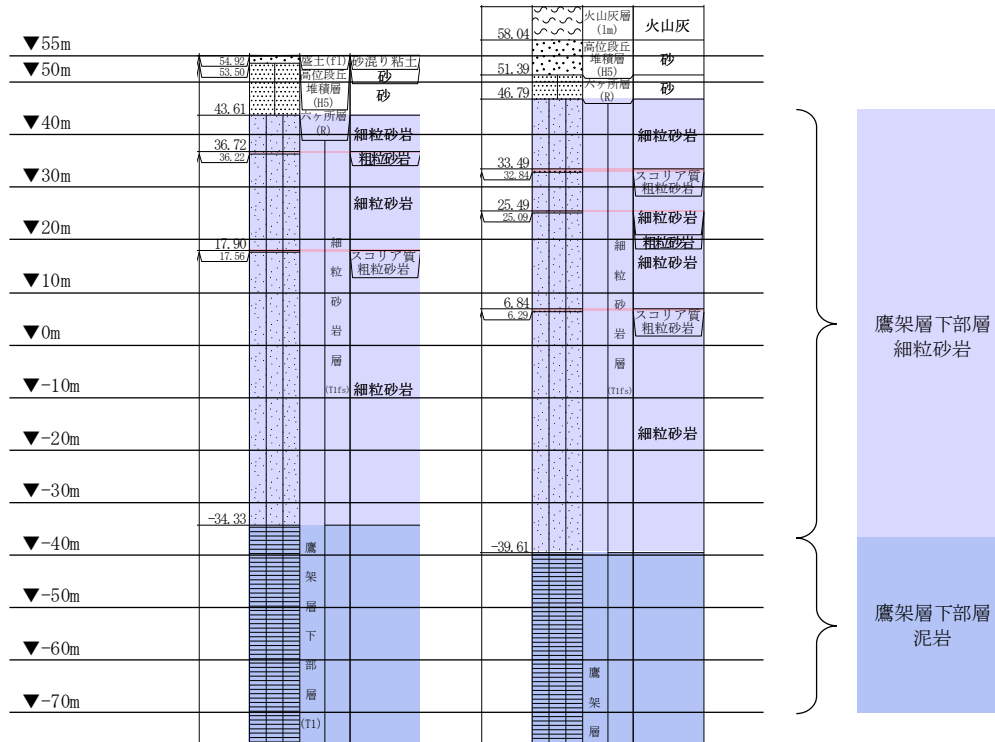 ▼55m
▼50m
▼40m
▼30m
▼20m
▼10m
▼0m
▼-10m
▼-20m
▼-30m
▼-40m
▼-50m
▼-60m
▼-70m
54.92
53.50
43.61
36.72
36.22
17.90
17.56
-34.33
盛土(fl)
高位段丘
堆積層
(H5)
六ヶ所層
(R)
細
粒
砂
岩
層
(T1fs)
鷹
架
層
下
部
層
(T1)
砂混り粘土
砂
砂
細粒砂岩
粗粒砂岩
細粒砂岩
スコリア質
粗粒砂岩
細粒砂岩
58.04
51.39
46.79
33.49
32.84
25.49
25.09
6.84
6.29
-39.61
火山灰層
(lm)
高位段丘
堆積層
(H5)
六ヶ所層
(R)
細
粒
砂
岩
層
(T1fs)
鷹
架
層
火山灰
砂
砂
細粒砂岩
スコリア質
粗粒砂岩
細粒砂岩
粗粒砂岩
細粒砂岩
スコリア質
粗粒砂岩
細粒砂岩
鷹架層下部層
細粒砂岩
鷹架層下部層
泥岩